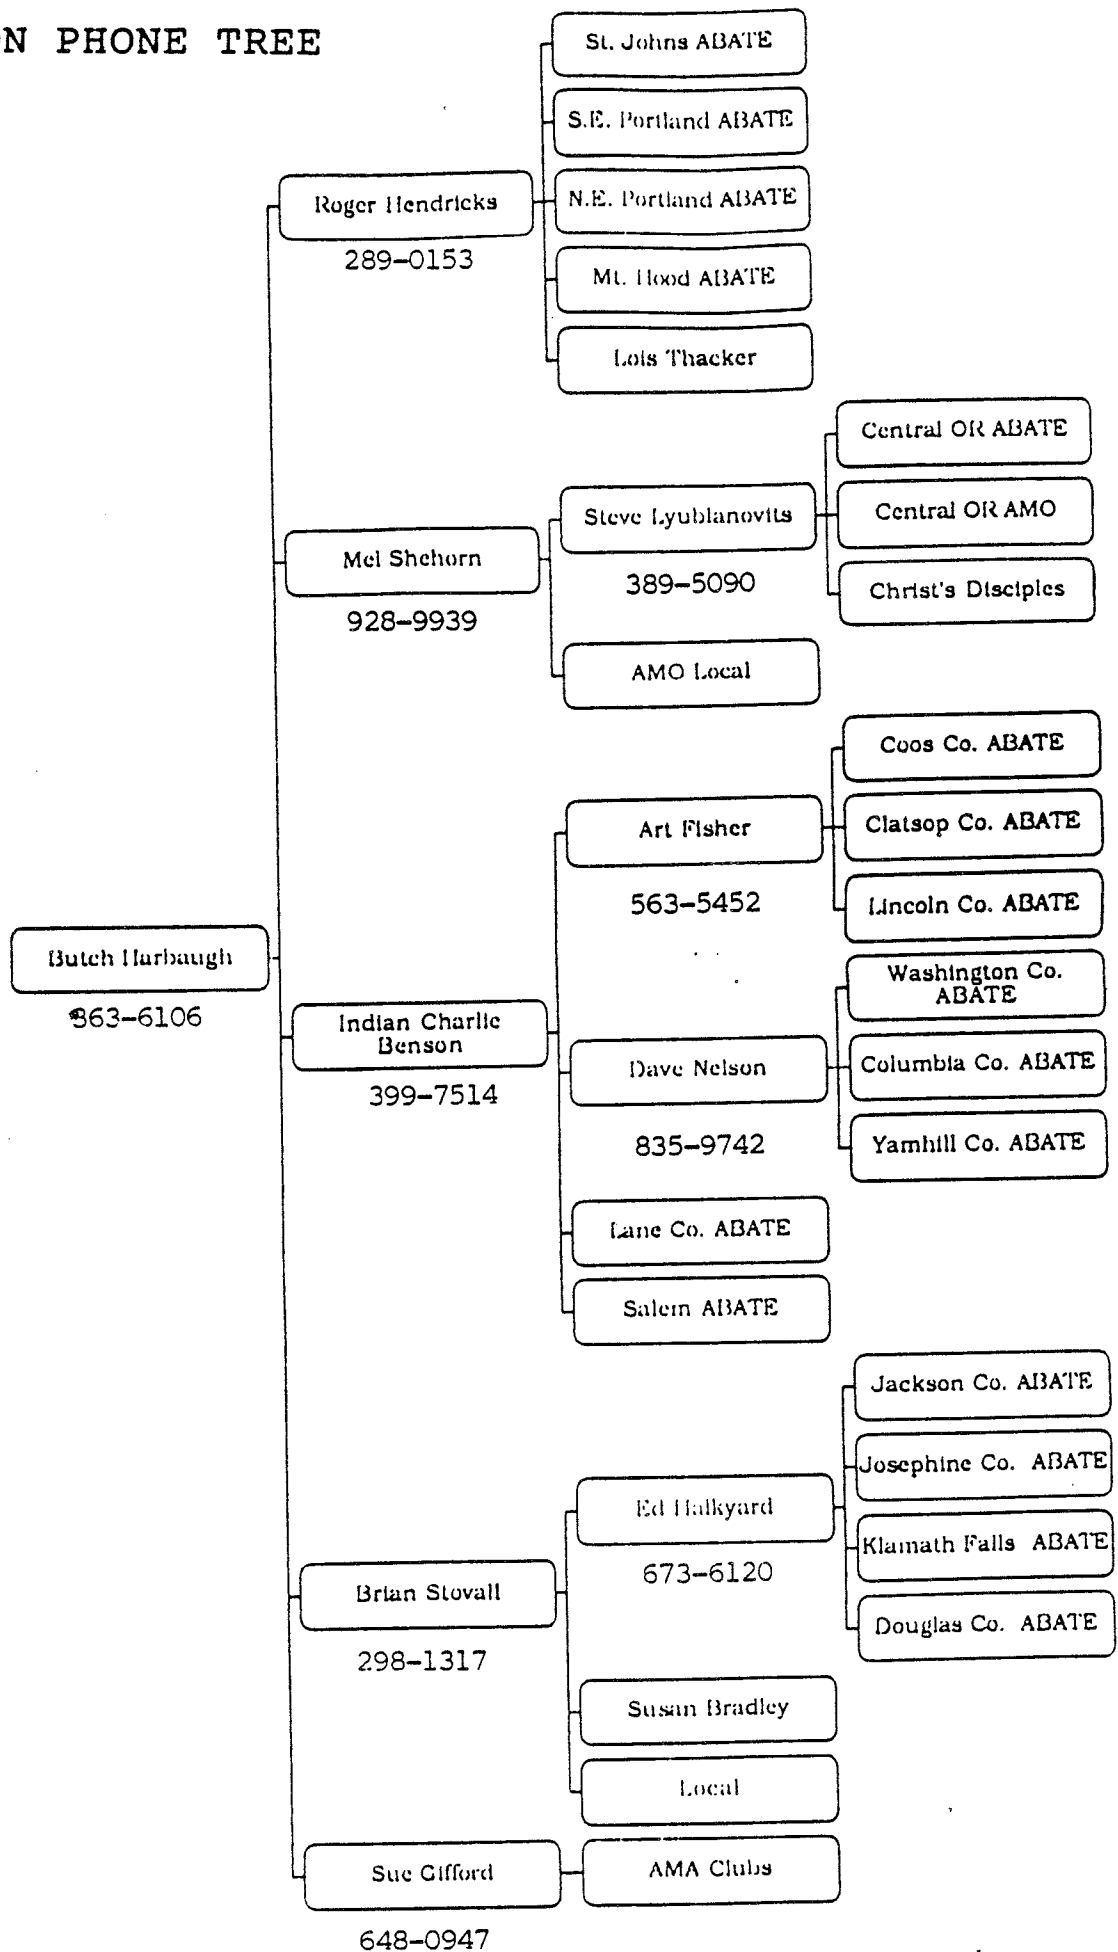 N PHONE TREE
St. Johns ABATE
S.E. Portland ABATE
Roger Hendricks
289-0153
N.E. Portland ABATE
Mt. Hood ABATE
Lois Thacker
Central OR ABATE
Steve Lyublanovits
389-5090
Central OR AMO
Mel Shehorn
928-9939
Christ's Disciples
AMO Local
Coos Co. ABATE
Art Fisher
563-5452
Clatsop Co. ABATE
Lincoln Co. ABATE
Butch Harbaugh
363-6106
Washington Co.
ABATE
Indian Charlie
Benson
399-7514
Dave Nelson
835-9742
Columbia Co. ABATE
Yamhill Co. ABATE
Lane Co. ABATE
Salem ABATE
Jackson Co. ABATE
Josephine Co. ABATE
Ed Halkyard
673-6120
Klamath Falls ABATE
Brian Stovall
298-1317
Douglas Co. ABATE
Susan Bradley
Local
Sue Gifford
648-0947
AMA Clubs